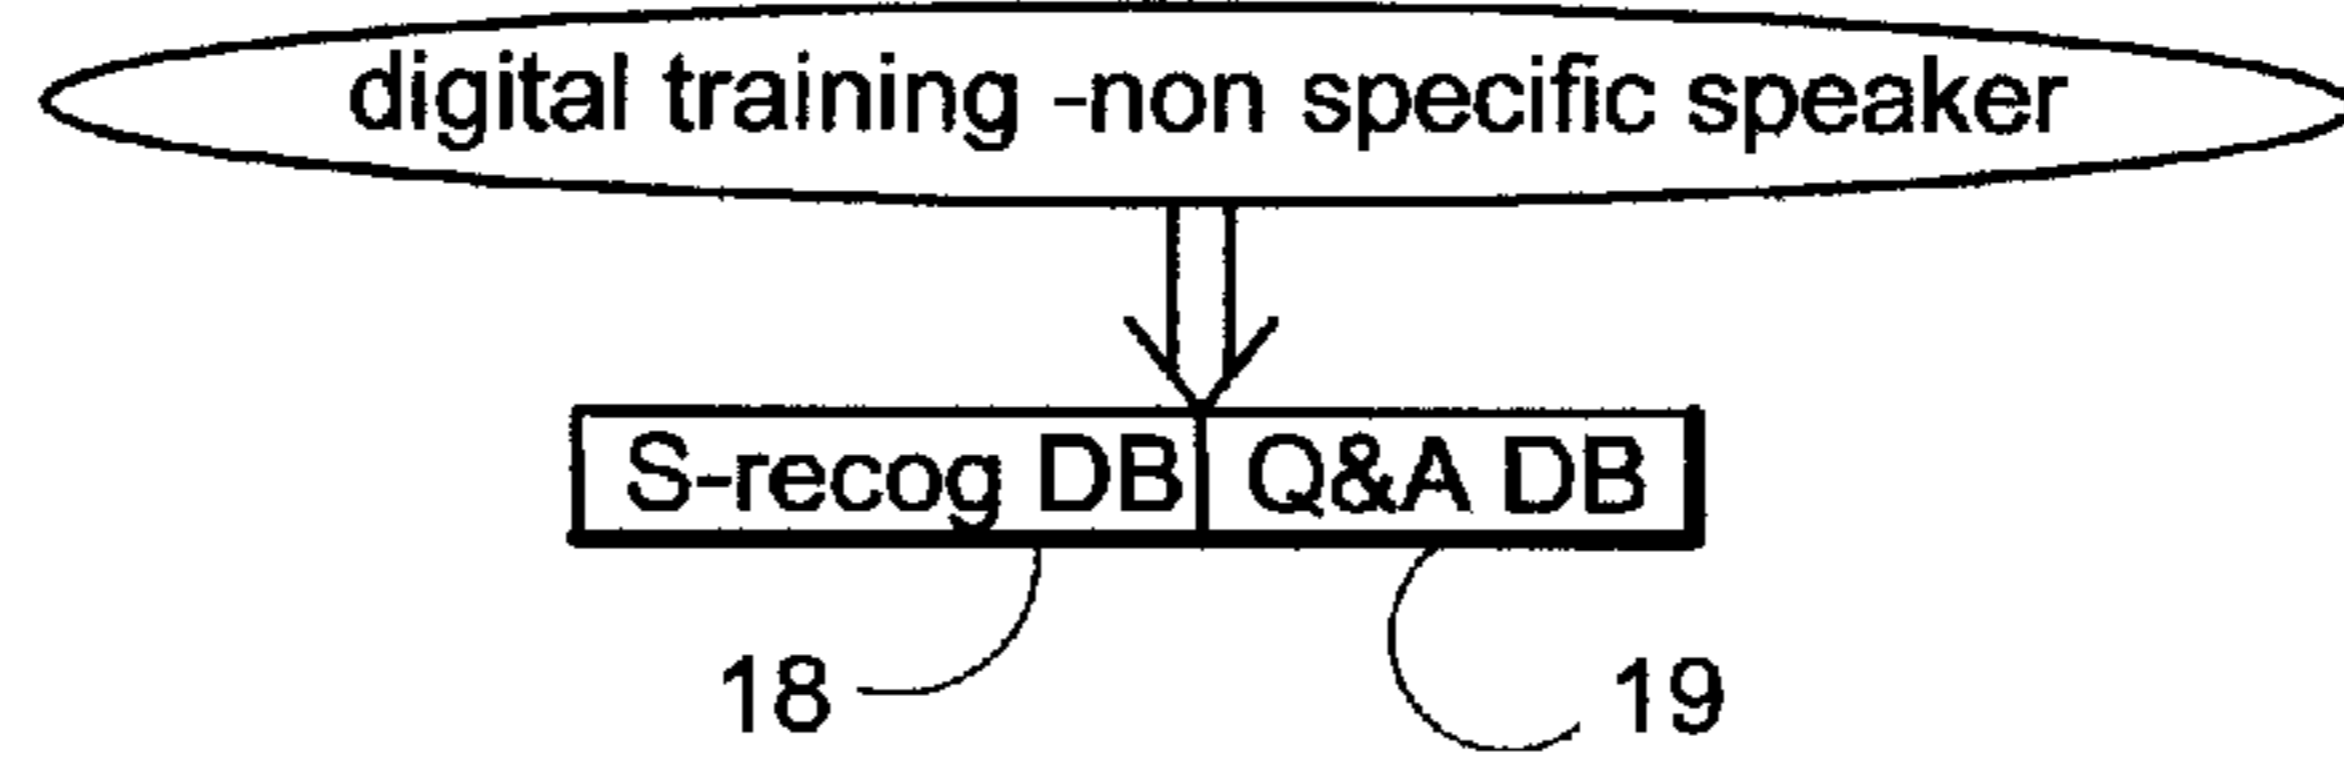 digital training -non specific speaker
S-recog DB Q&A DB
18 19